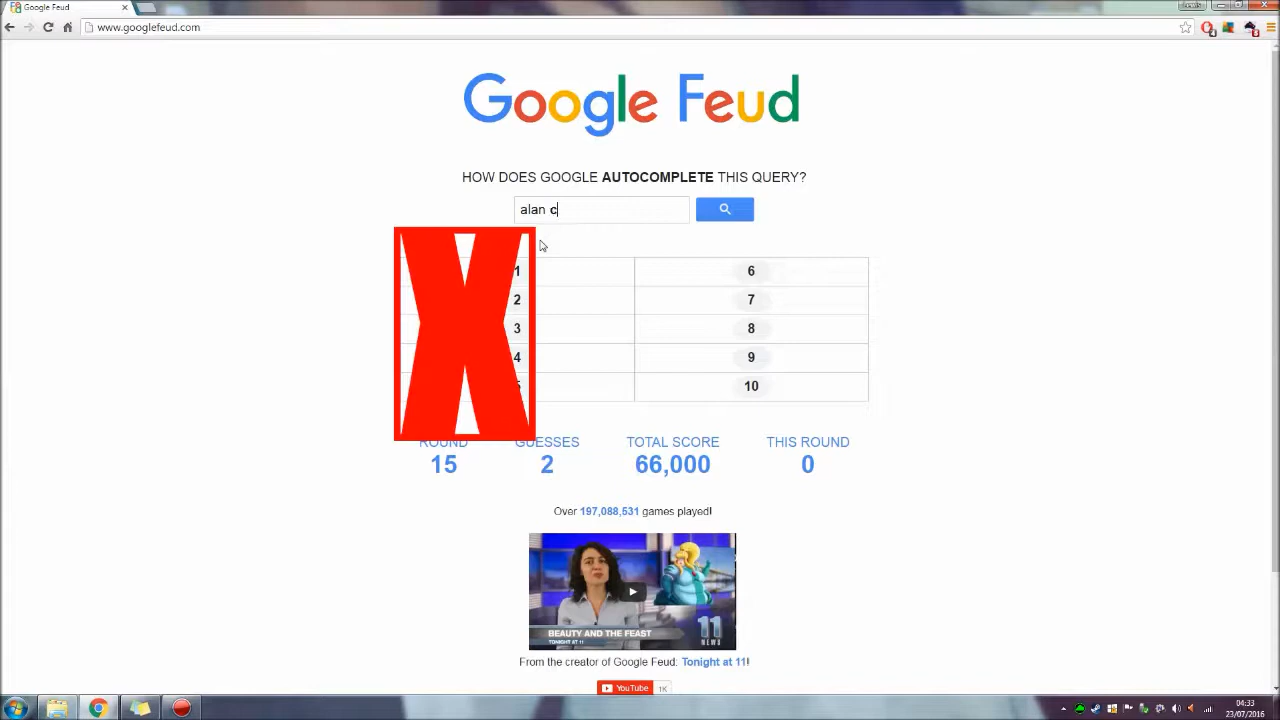 Google Feud
www.googlefeud.com
Google Feud
HOW DOES GOOGLE AUTOCOMPLETE THIS QUERY?
alan c
X
1 6
2 7
3 8
4 9
10
ROUND GUESSES TOTAL SCORE THIS ROUND
15 2 66,000 0
Over 197,088,531 games played!
BEAUTY AND THE FEAST
TONIGHT AT 11
11
NEWS
From the creator of Google Feud: Tonight at 11!
YouTube 1K
04:33
23/07/2016